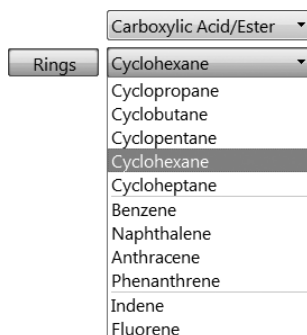 Carboxylic Acid/Ester
Rings Cyclohexane
Cyclopropane
Cyclobutane
Cyclopentane
Cyclohexane
Cycloheptane
Benzene
Naphthalene
Anthracene
Phenanthrene
Indene
Fluorene